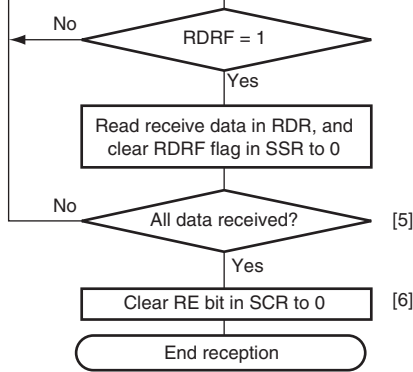 No
RDRF = 1
Yes
Read receive data in RDR, and
clear RDRF flag in SSR to 0
No
All data received?
[5]
Yes
Clear RE bit in SCR to 0
[6]
End reception